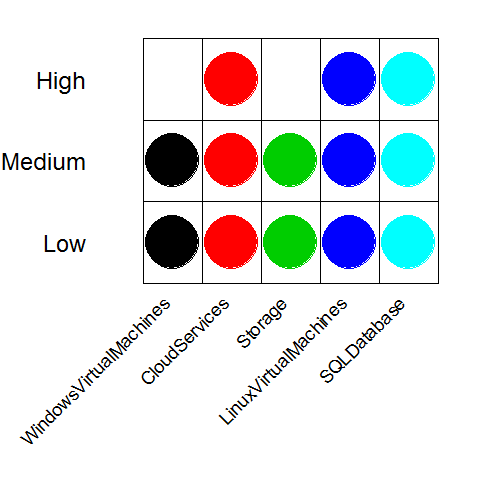 High
Medium
Low
WindowsVirtualMachines
CloudServices
Storage
LinuxVirtualMachines
SQLDatabase